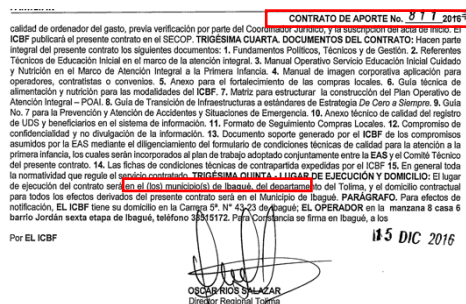 CONTRATO DE APORTE No. 817 2016
calidad de ordenador del gasto, previa verificación por parte del Coordinador Jurídico, y la suscripción del acta de inicio. El
ICBF publicará el presente contrato en el SECOP. TRIGÉSIMA CUARTA. DOCUMENTOS DEL CONTRATO: Hacen parte
integral del presente contrato los siguientes documentos: 1. Fundamentos Políticos, Técnicos y de Gestión. 2. Referentes
Técnicos de Educación Inicial en el marco de la atención integral. 3. Manual Operativo Servicio Educación Inicial Cuidado
y Nutrición en el Marco de Atención Integral a la Primera Infancia. 4. Manual de imagen corporativa aplicación para
operadores, contratistas o convenios. 5. Anexo para el fortalecimiento de las compras locales. 6. Guía técnica de
alimentación y nutrición para las modalidades del ICBF. 7. Matriz para estructurar la construcción del Plan Operativo de
Atención Integral – POAI. 8. Guía de Transición de Infraestructuras a estándares de Estrategia De Cero a Siempre. 9. Guía
No. 7 para la Prevención y Atención de Accidentes y Situaciones de Emergencia. 10. Anexo técnico de calidad del registro
de UDS y beneficiarios en el sistema de información. 11. Formato de Seguimiento Compras Locales. 12. Compromiso de
confidencialidad y no divulgación de la información. 13. Documento soporte generado por el ICBF de los compromisos
asumidos por la EAS mediante el diligenciamiento del formulario de condiciones técnicas de calidad para la atención a la
primera infancia, los cuales serán incorporados al plan de trabajo adoptado conjuntamente entre la EAS y el Comité Técnico
del presente contrato. 14. Las fichas de condiciones técnicas de contrapartida expedidas por el ICBF 15. En general toda
la normatividad que regule el servicio contratado. TRIGÉSIMA QUINTA - LUGAR DE EJECUCIÓN Y DOMICILIO: El lugar
de ejecución del contrato será en el (los) municipio(s) de Ibagué, del departamento del Tolima, y el domicilio contractual
para todos los efectos derivados del presente contrato será en el Municipio de Ibagué. PARÁGRAFO. Para efectos de
notificación, EL ICBF tiene su domicilio en la Carrera 5ª. N° 43-23 de Ibagué; EL OPERADOR en la manzana 8 casa 6
barrio Jordán sexta etapa de Ibagué, teléfono 33515172. Para Constancia se firma en Ibagué, a los
15 DIC 2016
Por EL ICBF
OSCAR RIOS SALAZAR
Director Regional Tolima